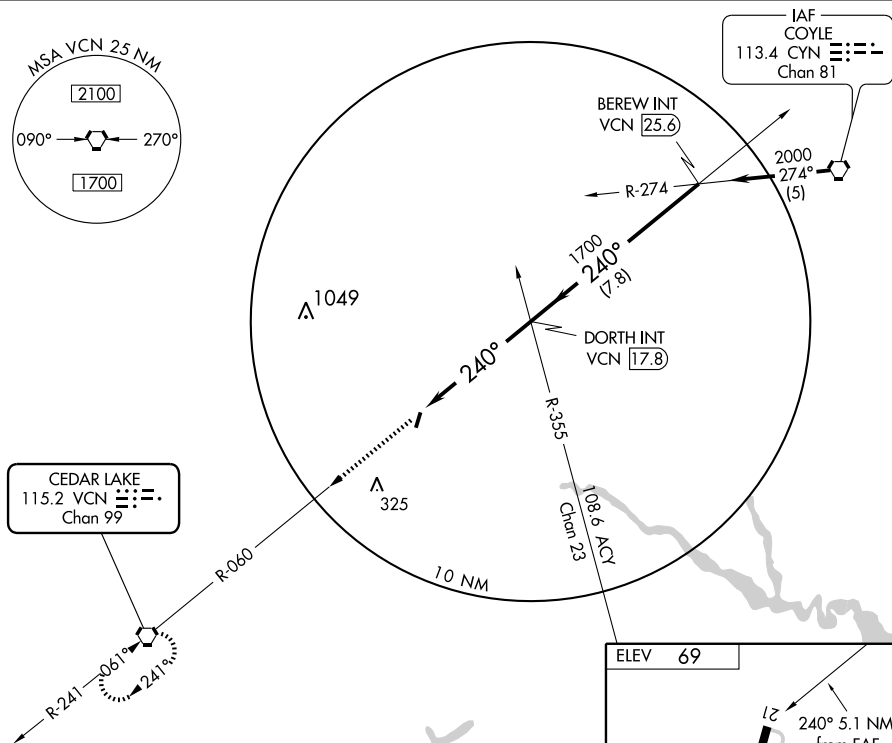 MSA VCN 25 NM
2100
090°
270°
1700
IAF
COYLE
113.4 CYN
Chan 81
BEREW INT
VCN 25.6
2000
274°
(5)
R-274
1700
240°
(7.8)
1049
DORTH INT
VCN 17.8
240°
R-355
108.6 ACY
Chan 23
325
CEDAR LAKE
115.2 VCN
Chan 99
R-060
10 NM
R-241
061°
241°
ELEV 69
21
240° 5.1 NM
from FAF